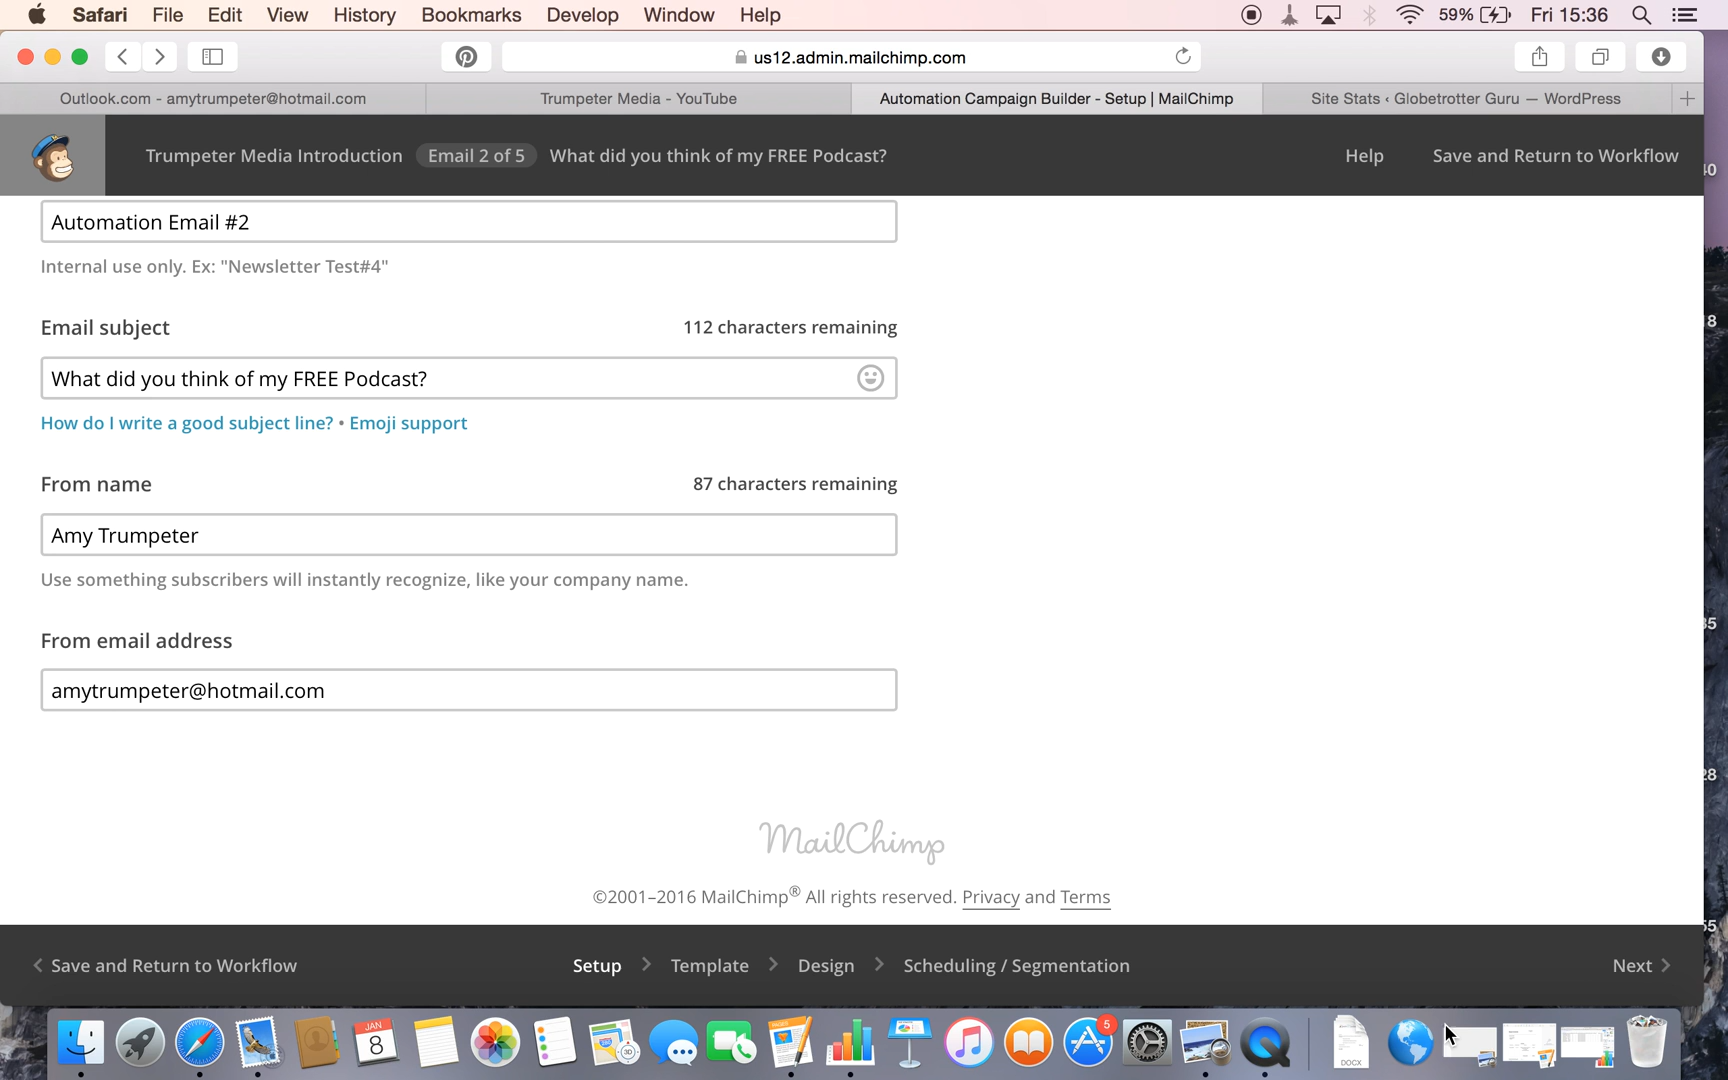 Safari File Edit View History Bookmarks Develop Window Help 59% Fri 15:36
us12.admin.mailchimp.com
Outlook.com - amytrumpeter@hotmail.com Trumpeter Media - YouTube Automation Campaign Builder - Setup | MailChimp Site Stats ‹ Globetrotter Guru — WordPress
Trumpeter Media Introduction Email 2 of 5 What did you think of my FREE Podcast? Help Save and Return to Workflow
Automation Email #2
Internal use only. Ex: "Newsletter Test#4"
Email subject 112 characters remaining
What did you think of my FREE Podcast?
How do I write a good subject line? • Emoji support
From name 87 characters remaining
Amy Trumpeter
Use something subscribers will instantly recognize, like your company name.
From email address
amytrumpeter@hotmail.com
MailChimp
©2001–2016 MailChimp® All rights reserved. Privacy and Terms
Save and Return to Workflow Setup Template Design Scheduling / Segmentation Next
JAN
8
3D
5
DOCX